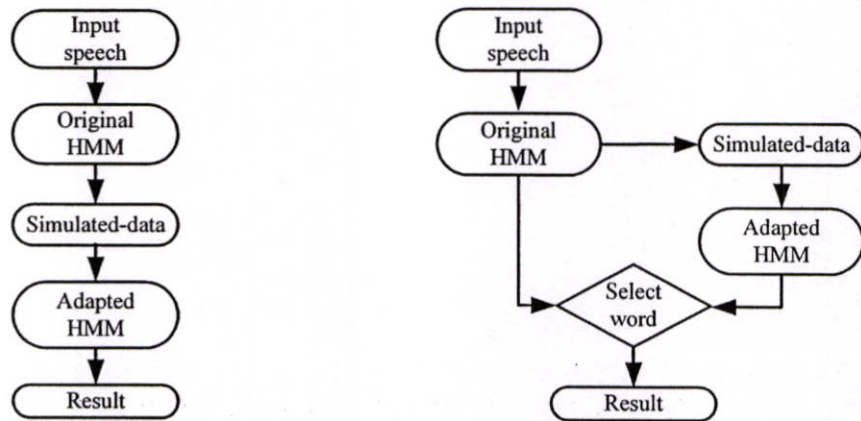 Input
speech
Original
HMM
Simulated-data
Adapted
HMM
Result
Input
speech
Original
HMM
Simulated-data
Adapted
HMM
Select
word
Result